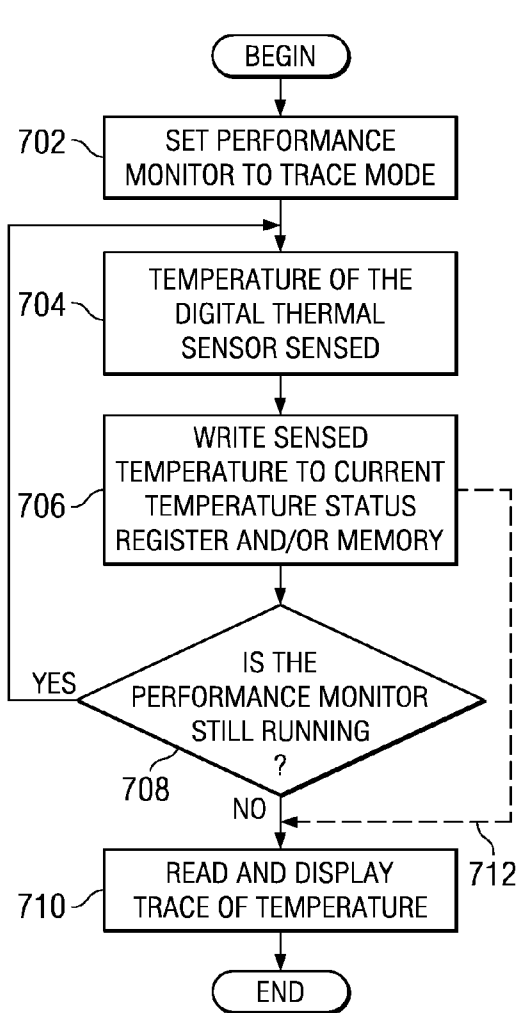 BEGIN
702
SET PERFORMANCE
MONITOR TO TRACE MODE
704
TEMPERATURE OF THE
DIGITAL THERMAL
SENSOR SENSED
706
WRITE SENSED
TEMPERATURE TO CURRENT
TEMPERATURE STATUS
REGISTER AND/OR MEMORY
YES
IS THE
PERFORMANCE MONITOR
STILL RUNNING
?
708
NO
712
710
READ AND DISPLAY
TRACE OF TEMPERATURE
END